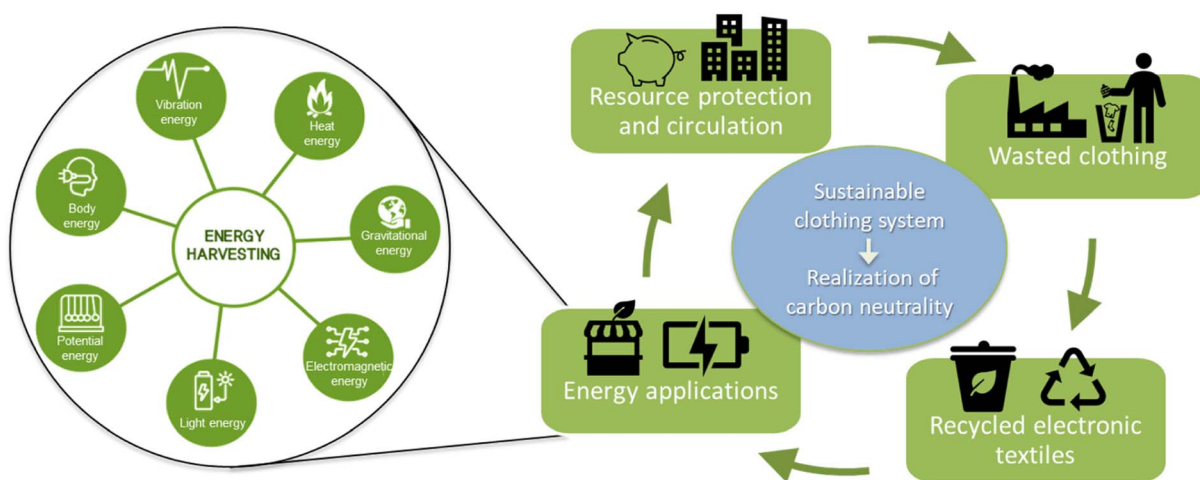 Vibration
energy
Heat
energy
Body
energy
ENERGY
HARVESTING
Gravitational
energy
Potential
energy
Electromagnetic
energy
Light energy
Resource protection
and circulation
Wasted clothing
Sustainable
clothing system
Realization of
carbon neutrality
Energy applications
Recycled electronic
textiles